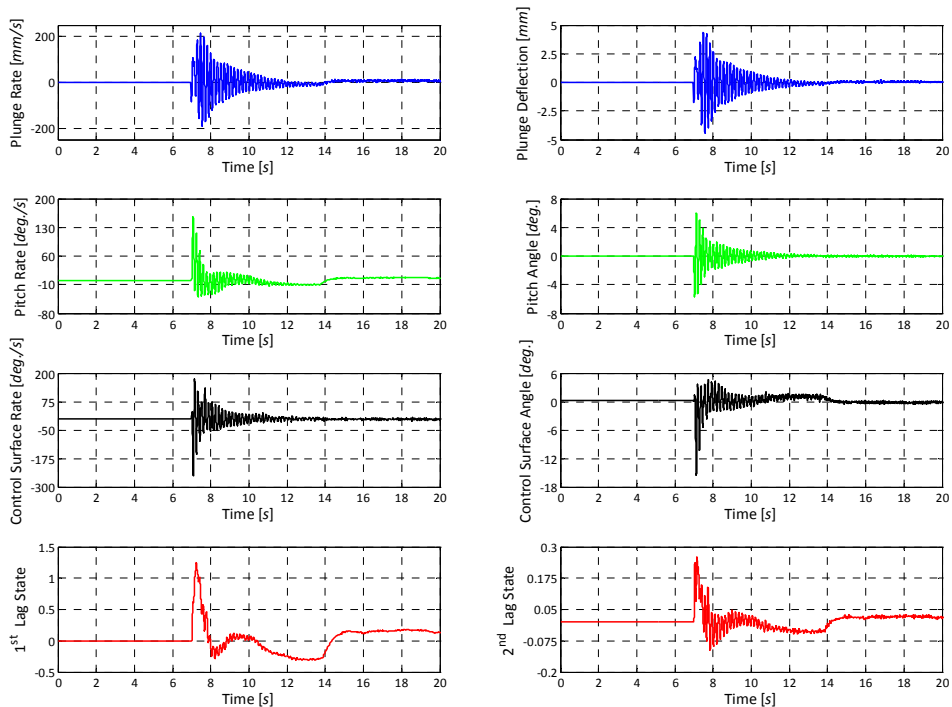 Plunge Rate [mm/s]
200
0
-200
0 2 4 6 8 10 12 14 16 18 20
Time [s]
Plunge Deflection [mm]
5
2.5
0
-2.5
-5
0 2 4 6 8 10 12 14 16 18 20
Time [s]
Pitch Rate [deg./s]
200
130
60
-10
-80
0 2 4 6 8 10 12 14 16 18 20
Time [s]
Pitch Angle [deg.]
8
4
0
-4
-8
0 2 4 6 8 10 12 14 16 18 20
Time [s]
Control Surface Rate [deg./s]
200
75
-50
-175
-300
0 2 4 6 8 10 12 14 16 18 20
Time [s]
Control Surface Angle [deg.]
6
0
-6
-12
-18
0 2 4 6 8 10 12 14 16 18 20
Time [s]
1st Lag State
1.5
1
0.5
0
-0.5
0 2 4 6 8 10 12 14 16 18 20
Time [s]
2nd Lag State
0.3
0.175
0.05
-0.075
-0.2
0 2 4 6 8 10 12 14 16 18 20
Time [s]